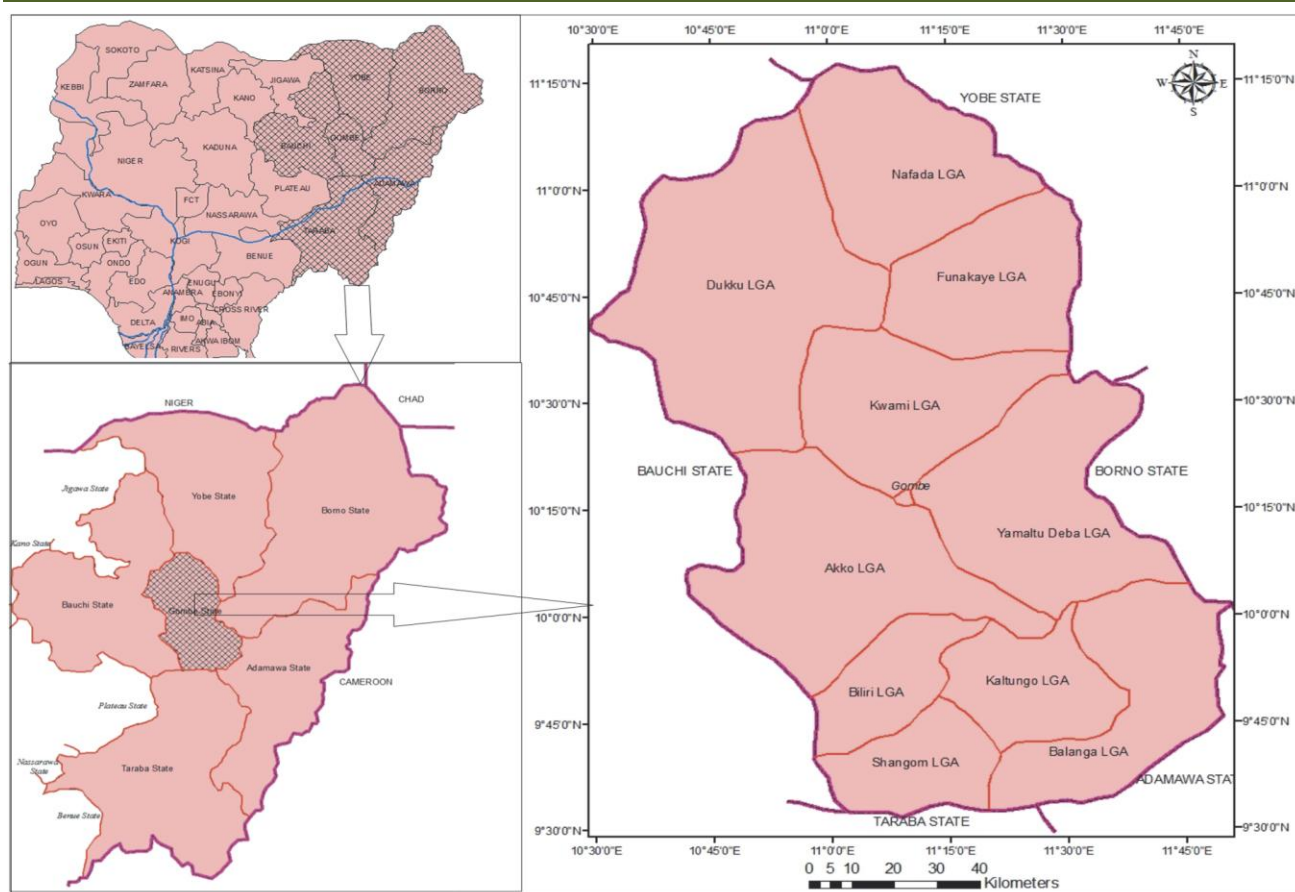 SOKOTO
KATSINA
KEBBI
ZAMFARA
JIGAWA
YOBE
BORNO
KANO
BAUCHI
GOMBE
KADUNA
NIGER
PLATEAU
ADAMAWA
KWARA
FCT
NASSARAWA
OYO
TARABA
KOGI
OSUN
EKITI
BENUE
OGUN
ONDO
LAGOS
EDO
ENUGU
ANAMBRA
EBONYI
CROSS RIVER
DELTA
IMO
ABIA
BAYELSA
RIVERS
AKWA IBOM
NIGER
CHAD
Jigawa State
Yobe State
Borno State
Kano State
Bauchi State
Gombe State
Adamawa State
CAMEROON
Plateau State
Nassarawa
State
Taraba State
Benue State
10°30'0"E
10°45'0"E
11°0'0"E
11°15'0"E
11°30'0"E
11°45'0"E
N
W
E
S
11°15'0"N
11°15'0"N
YOBE STATE
Nafada LGA
11°0'0"N
11°0'0"N
Dukku LGA
Funakaye LGA
10°45'0"N
10°45'0"N
Kwami LGA
10°30'0"N
10°30'0"N
BAUCHI STATE
BORNO STATE
Gombe
10°15'0"N
10°15'0"N
Yamaltu Deba LGA
Akko LGA
10°0'0"N
10°0'0"N
Biliri LGA
Kaltungo LGA
9°45'0"N
9°45'0"N
Shangom LGA
Balanga LGA
ADAMAWA STAT
TARABA STATE
9°30'0"N
9°30'0"N
10°30'0"E
10°45'0"E
11°0'0"E
11°15'0"E
11°30'0"E
11°45'0"E
0 5 10 20 30 40
Kilometers